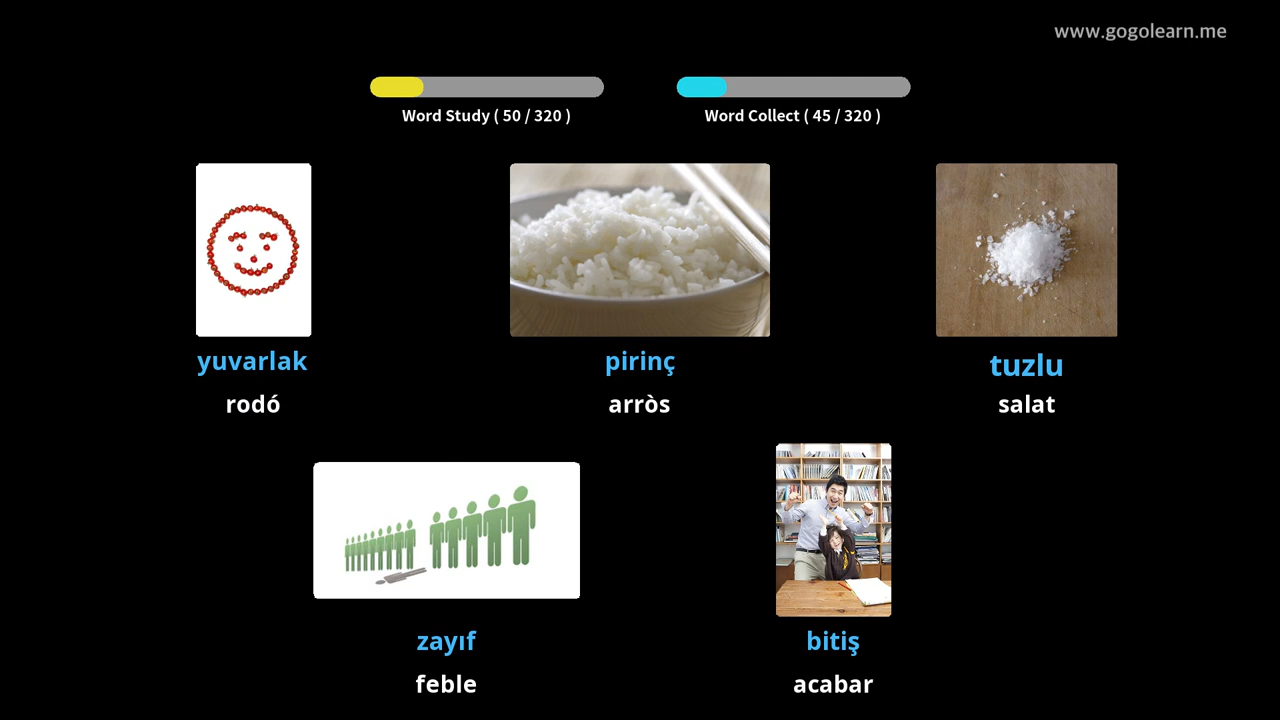 www.gogolearn.me
Word Study ( 50 / 320 )
Word Collect ( 45 / 320 )
yuvarlak
rodó
pirinç
arròs
tuzlu
salat
zayıf
feble
bitiş
acabar